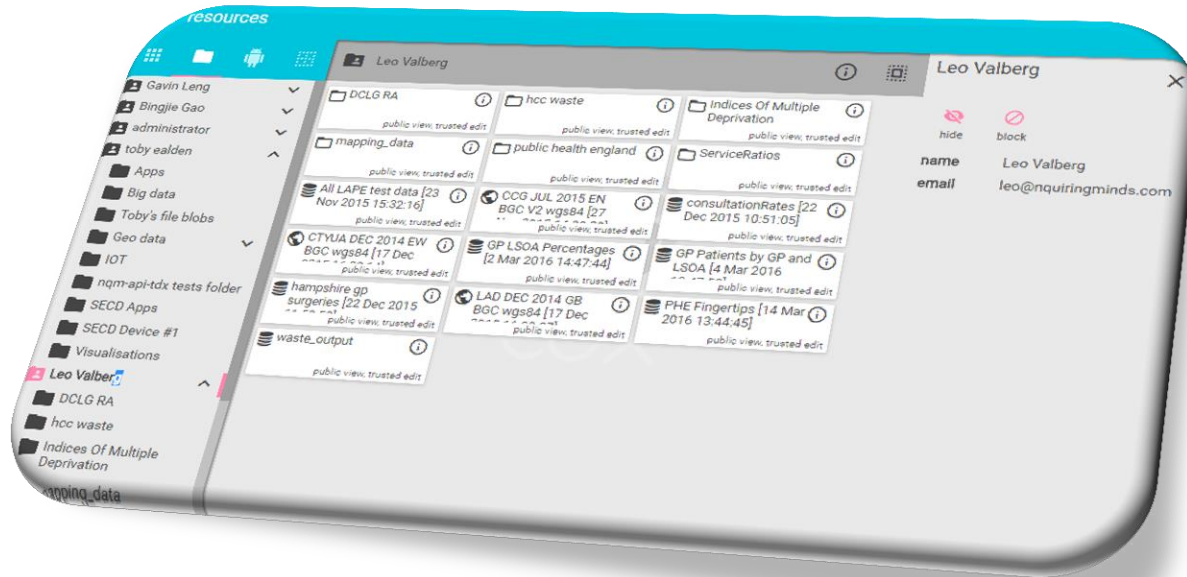 resources
Gavin Leng
Bingjie Gao
administrator
toby ealden
Apps
Big data
Toby's file blobs
Geo data
IOT
nqm-api-tdx tests folder
SECD Apps
SECD Device #1
Visualisations
Leo Valberg
DCLG RA
hcc waste
Indices Of Multiple
Deprivation
mapping_data
Leo Valberg
DCLG RA
public view, trusted edit
hcc waste
public view, trusted edit
Indices Of Multiple
Deprivation
public view, trusted edit
mapping_data
public view, trusted edit
public health england
public view, trusted edit
ServiceRatios
public view, trusted edit
All LAPE test data [23
Nov 2015 15:32:16]
public view, trusted edit
CCG JUL 2015 EN
BGC V2 wgs84 [27
public view, trusted edit
consultationRates [22
Dec 2015 10:51:05]
public view, trusted edit
CTYUA DEC 2014 EW
BGC wgs84 [17 Dec
public view, trusted edit
GP LSOA Percentages
[2 Mar 2016 14:47:44]
public view, trusted edit
GP Patients by GP and
LSOA [4 Mar 2016
public view, trusted edit
hampshire gp
surgeries [22 Dec 2015
public view, trusted edit
LAD DEC 2014 GB
BGC wgs84 [17 Dec
public view, trusted edit
PHE Fingertips [14 Mar
2016 13:44:45]
public view, trusted edit
waste_output
public view, trusted edit
Leo Valberg
hide
block
name Leo Valberg
email leo@nquiringminds.com